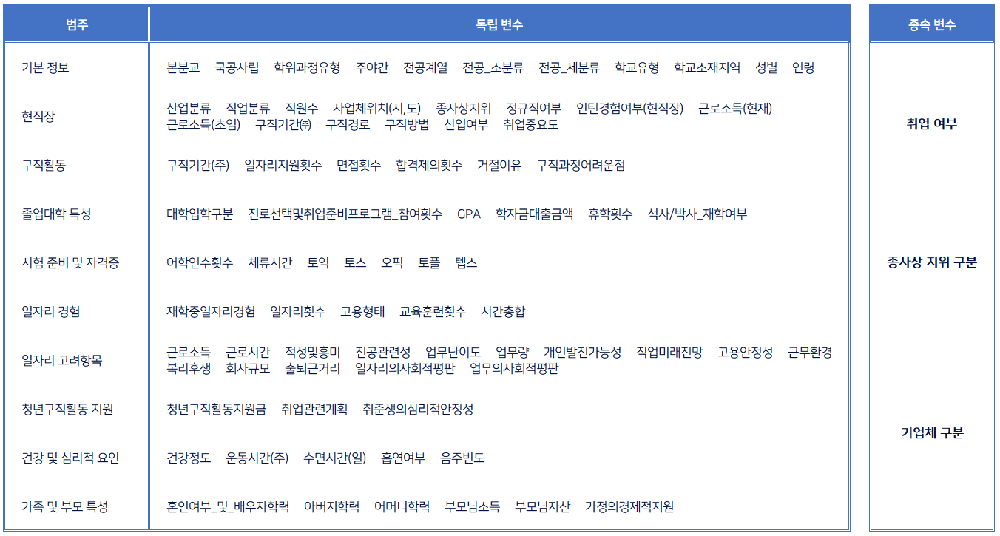 범주 독립 변수 종속 변수
기본 정보 본분교 국공사립 학위과정유형 주야간 전공계열 전공_소분류 전공_세분류 학교유형 학교소재지역 성별 연령
현직장 산업분류 직업분류 직원수 사업체위치(시,도) 종사상지위 정규직여부 인턴경험여부(현직장) 근로소득(현재)
근로소득(초임) 구직기간㈜ 구직경로 구직방법 신입여부 취업중요도
취업 여부
구직활동 구직기간(주) 일자리지원횟수 면접횟수 합격제의횟수 거절이유 구직과정어려운점
졸업대학 특성 대학입학구분 진로선택및취업준비프로그램_참여횟수 GPA 학자금대출금액 휴학횟수 석사/박사_재학여부
시험 준비 및 자격증 어학연수횟수 체류시간 토익 토스 오픽 토플 텝스
종사상 지위 구분
일자리 경험 재학중일자리경험 일자리횟수 고용형태 교육훈련횟수 시간총합
일자리 고려항목 근로소득 근로시간 적성및흥미 전공관련성 업무난이도 업무량 개인발전가능성 직업미래전망 고용안정성 근무환경
복리후생 회사규모 출퇴근거리 일자리의사회적평판 업무의사회적평판
청년구직활동 지원 청년구직활동지원금 취업관련계획 취준생의심리적안정성
기업체 구분
건강 및 심리적 요인 건강정도 운동시간(주) 수면시간(일) 흡연여부 음주빈도
가족 및 부모 특성 혼인여부_및_배우자학력 아버지학력 어머니학력 부모님소득 부모님자산 가정의경제적지원